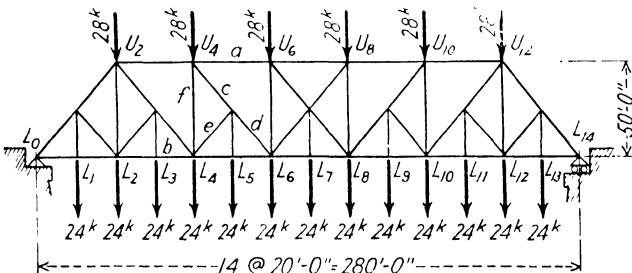 28ᵏ 28ᵏ 28ᵏ 28ᵏ 28ᵏ 28ᵏ
U₂ U₄ U₆ U₈ U₁₀ U₁₂
a
f c
e d
b
L₀ L₁₄
L₁ L₂ L₃ L₄ L₅ L₆ L₇ L₈ L₉ L₁₀ L₁₁ L₁₂ L₁₃
24ᵏ 24ᵏ 24ᵏ 24ᵏ 24ᵏ 24ᵏ 24ᵏ 24ᵏ 24ᵏ 24ᵏ 24ᵏ 24ᵏ 24ᵏ
14 @ 20'-0"=280'-0"